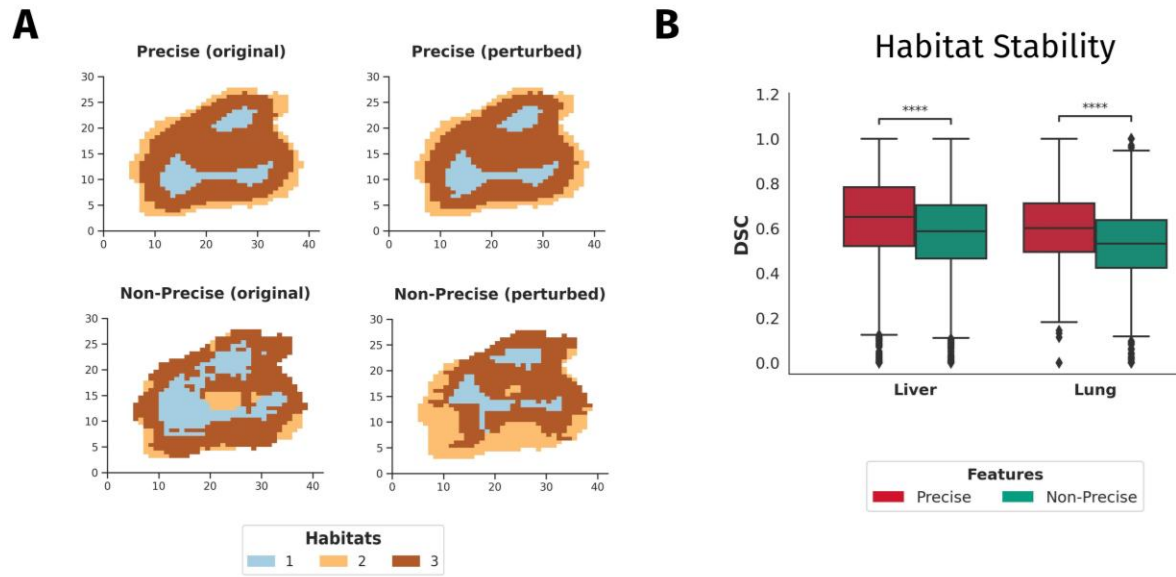 A
Precise (original)
30
25
20
15
10
5
0
0 10 20 30 40
Precise (perturbed)
30
25
20
15
10
5
0
0 10 20 30 40
Non-Precise (original)
30
25
20
15
10
5
0
0 10 20 30 40
Non-Precise (perturbed)
30
25
20
15
10
5
0
0 10 20 30 40
Habitats
1 2 3
B
Habitat Stability
1.2
1.0
0.8
0.6
0.4
0.2
0.0
DSC
**** ****
Liver Lung
Features
Precise Non-Precise